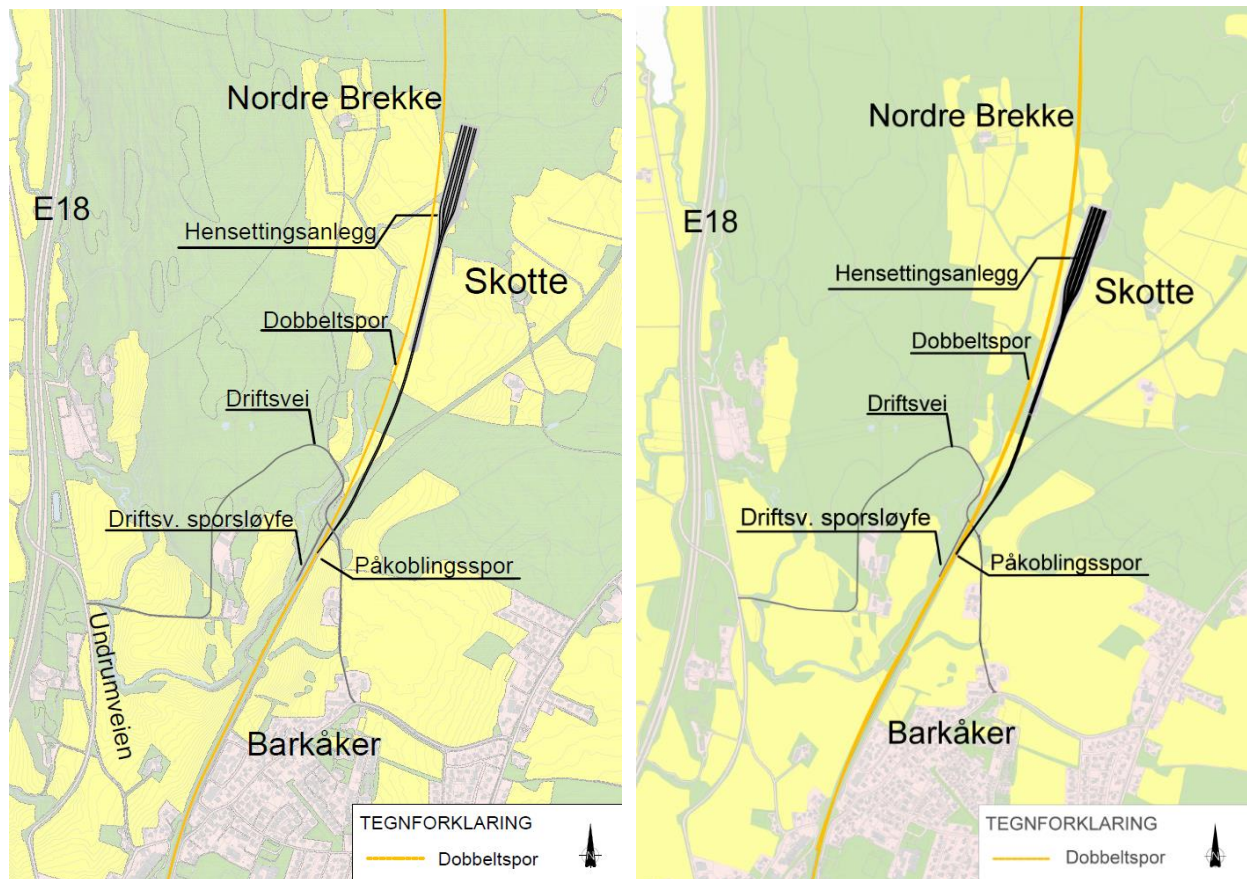 Nordre Brekke
E18
Hensettingsanlegg
Skotte
Dobbeltspor
Driftsvei
Driftsv. sporsløyfe
Påkoblingsspor
Undrumveien
Barkåker
TEGNFORKLARING
Dobbeltspor
N
Nordre Brekke
E18
Hensettingsanlegg
Skotte
Dobbeltspor
Driftsvei
Driftsv. sporsløyfe
Påkoblingsspor
Barkåker
TEGNFORKLARING
Dobbeltspor
N